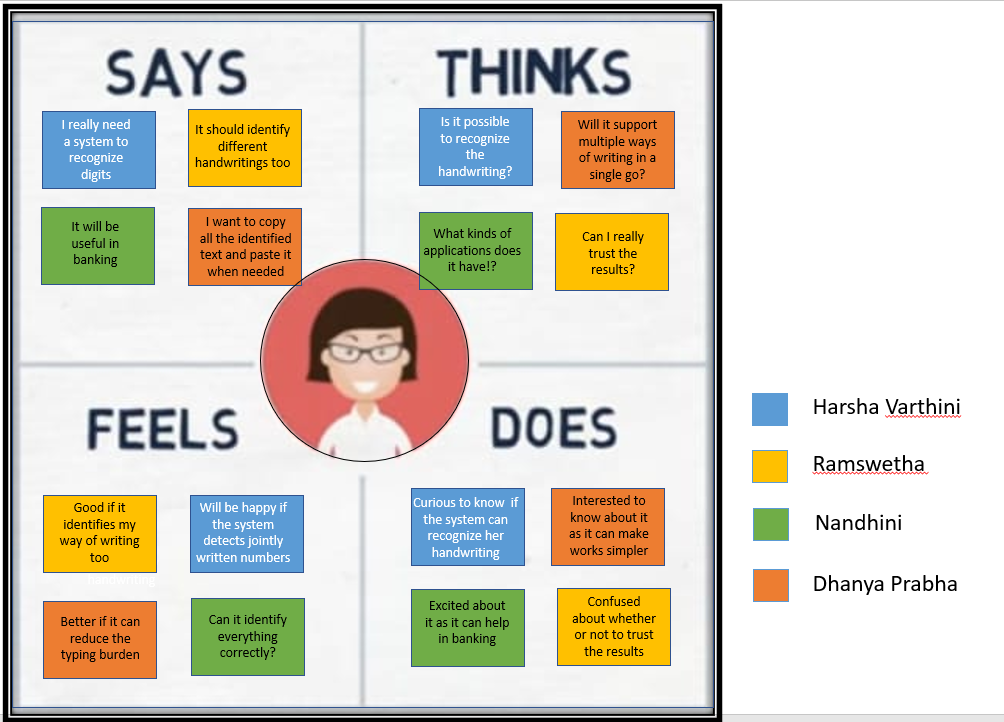 SAYS
I really need
a system to
recognize
digits
It should identify
different
handwritings too
It will be
useful in
banking
I want to copy
all the identified
text and paste it
when needed
THINKS
Is it possible
to recognize
the
handwriting?
Will it support
multiple ways
of writing in a
single go?
What kinds of
applications does
it have!?
Can I really
trust the
results?
FEELS
Good if it
identifies my
way of writing
too
handwriting
Will be happy if
the system
detects jointly
written numbers
Better if it can
reduce the
typing burden
Can it identify
everything
correctly?
DOES
Curious to know if
the system can
recognize her
handwriting
Interested to
know about it
as it can make
works simpler
Excited about
it as it can help
in banking
Confused
about whether
or not to trust
the results
Harsha Varthini
Ramswetha
Nandhini
Dhanya Prabha